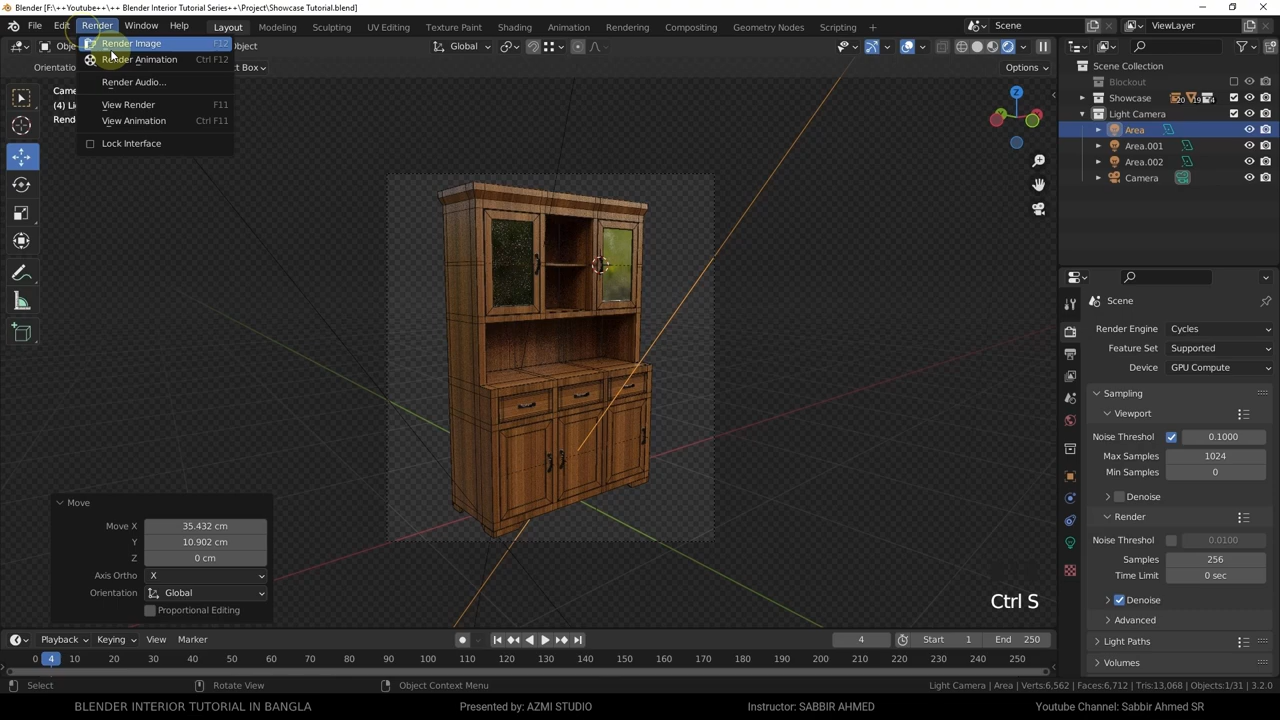 Blender [F:\++Youtube++\++ Blender Interior Tutorial Series++\Project\Showcase Tutorial.blend]
File Edit Render Window Help Layout Modeling Sculpting UV Editing Texture Paint Shading Animation Rendering Compositing Geometry Nodes Scripting + Scene ViewLayer
Render Image F12
Render Animation Ctrl F12
Render Audio...
View Render F11
View Animation Ctrl F11
Lock Interface
Global
Options
Move
Move X 35.432 cm
Y 10.902 cm
Z 0 cm
Axis Ortho X
Orientation Global
Proportional Editing
Ctrl S
Z
Scene Collection
Blockout
Showcase 20 19 4
Light Camera
Area
Area.001
Area.002
Camera
Scene
Render Engine Cycles
Feature Set Supported
Device GPU Compute
Sampling
Viewport
Noise Threshol 0.1000
Max Samples 1024
Min Samples 0
Denoise
Render
Noise Threshol 0.0100
Samples 256
Time Limit 0 sec
Denoise
Advanced
Light Paths
Volumes
Playback Keying View Marker 4 Start 1 End 250
0 4 10 20 30 40 50 60 70 80 90 100 110 120 130 140 150 160 170 180 190 200 210 220 230 240 250
Select Rotate View Object Context Menu Light Camera | Area | Verts:6,562 | Faces:6,712 | Tris:13,068 | Objects:1/31 | 3.2.0
BLENDER INTERIOR TUTORIAL IN BANGLA Presented by: AZMI STUDIO Instructor: SABBIR AHMED Youtube Channel: Sabbir Ahmed SR